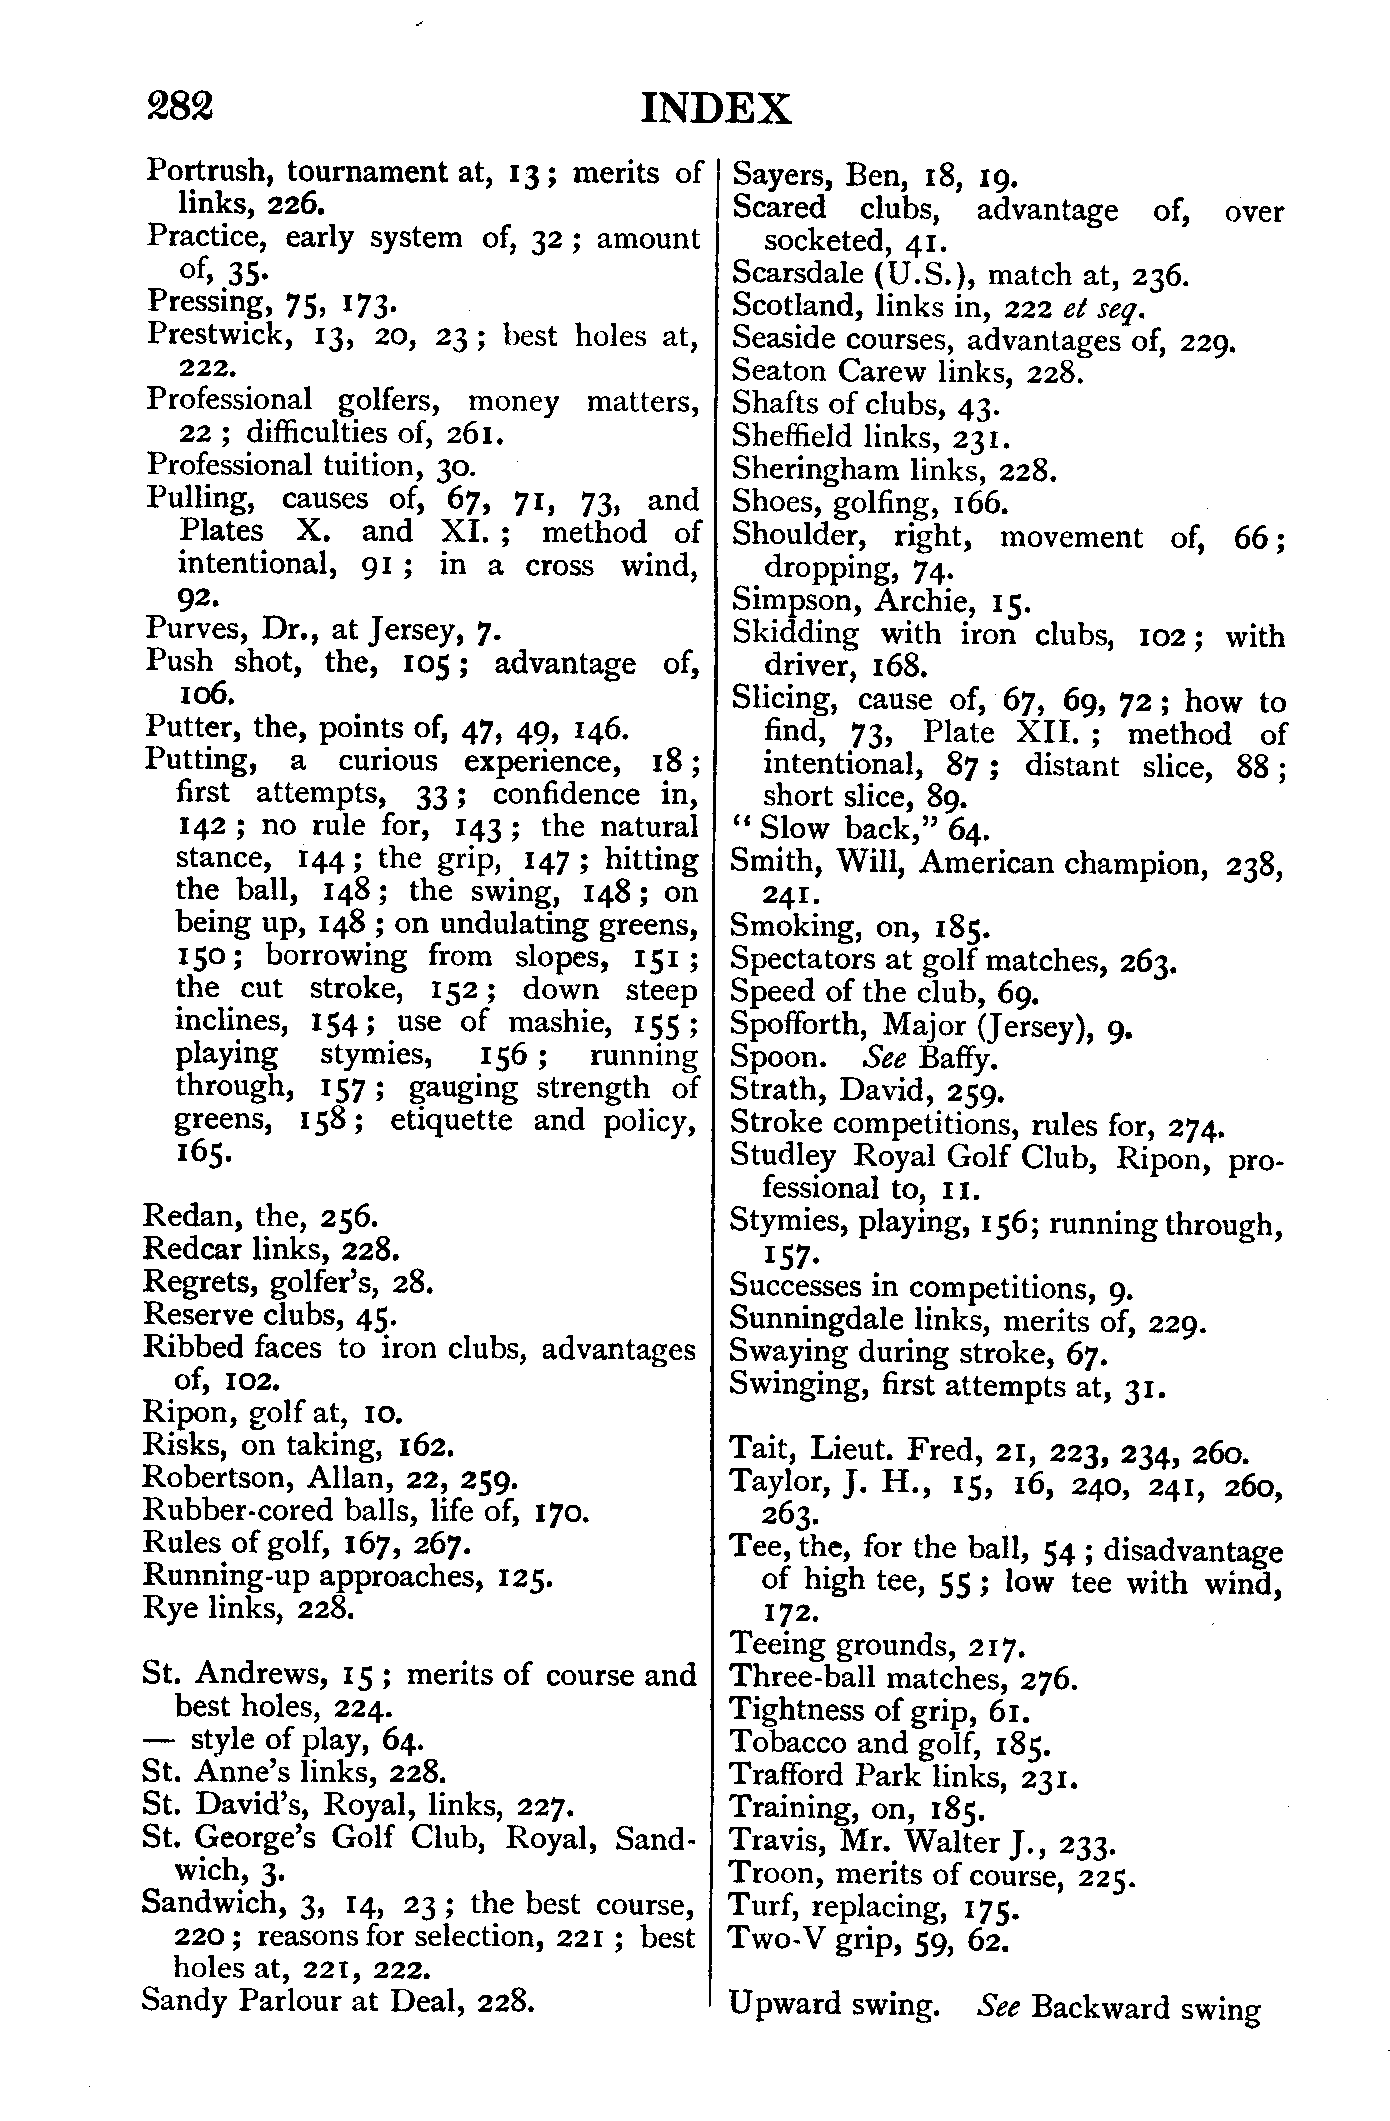 282
INDEX
Portrush, tournament at, 13; merits of
links, 226.
Practice, early system of, 32; amount
of, 35.
Pressing, 75, 173.
Prestwick, 13, 20, 23; best holes at,
222.
Professional golfers, money matters,
22; difficulties of, 261.
Professional tuition, 30.
Pulling, causes of, 67, 71, 73, and
Plates X. and XI.; method of
intentional, 91; in a cross wind,
92.
Purves, Dr., at Jersey, 7.
Push shot, the, 105; advantage of,
106.
Putter, the, points of, 47, 49, 146.
Putting, a curious experience, 18;
first attempts, 33; confidence in,
142; no rule for, 143; the natural
stance, 144; the grip, 147; hitting
the ball, 148; the swing, 148; on
being up, 148; on undulating greens,
150; borrowing from slopes, 151;
the cut stroke, 152; down steep
inclines, 154; use of mashie, 155;
playing stymies, 156; running
through, 157; gauging strength of
greens, 158; etiquette and policy,
165.
Redan, the, 256.
Redcar links, 228.
Regrets, golfer's, 28.
Reserve clubs, 45.
Ribbed faces to iron clubs, advantages
of, 102.
Ripon, golf at, 10.
Risks, on taking, 162.
Robertson, Allan, 22, 259.
Rubber-cored balls, life of, 170.
Rules of golf, 167, 267.
Running-up approaches, 125.
Rye links, 228.
St. Andrews, 15; merits of course and
best holes, 224.
— style of play, 64.
St. Anne's links, 228.
St. David's, Royal, links, 227.
St. George's Golf Club, Royal, Sand-
wich, 3.
Sandwich, 3, 14, 23; the best course,
220; reasons for selection, 221; best
holes at, 221, 222.
Sandy Parlour at Deal, 228.
Sayers, Ben, 18, 19.
Scared clubs, advantage of, over
socketed, 41.
Scarsdale (U.S.), match at, 236.
Scotland, links in, 222 et seq.
Seaside courses, advantages of, 229.
Seaton Carew links, 228.
Shafts of clubs, 43.
Sheffield links, 231.
Sheringham links, 228.
Shoes, golfing, 166.
Shoulder, right, movement of, 66;
dropping, 74.
Simpson, Archie, 15.
Skidding with iron clubs, 102; with
driver, 168.
Slicing, cause of, 67, 69, 72; how to
find, 73, Plate XII.; method of
intentional, 87; distant slice, 88;
short slice, 89.
"Slow back," 64.
Smith, Will, American champion, 238,
241.
Smoking, on, 185.
Spectators at golf matches, 263.
Speed of the club, 69.
Spofforth, Major (Jersey), 9.
Spoon. See Baffy.
Strath, David, 259.
Stroke competitions, rules for, 274.
Studley Royal Golf Club, Ripon, pro-
fessional to, 11.
Stymies, playing, 156; running through,
157.
Successes in competitions, 9.
Sunningdale links, merits of, 229.
Swaying during stroke, 67.
Swinging, first attempts at, 31.
Tait, Lieut. Fred, 21, 223, 234, 260.
Taylor, J. H., 15, 16, 240, 241, 260,
263.
Tee, the, for the ball, 54; disadvantage
of high tee, 55; low tee with wind,
172.
Teeing grounds, 217.
Three-ball matches, 276.
Tightness of grip, 61.
Tobacco and golf, 185.
Trafford Park links, 231.
Training, on, 185.
Travis, Mr. Walter J., 233.
Troon, merits of course, 225.
Turf, replacing, 175.
Two-V grip, 59, 62.
Upward swing. See Backward swing